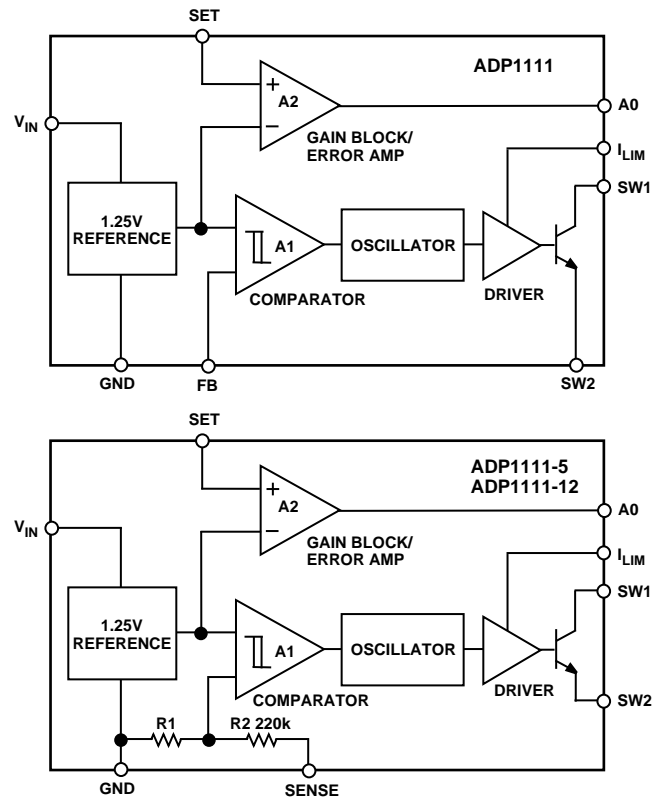 SET
ADP1111
A2
A0
V_IN
GAIN BLOCK/
ERROR AMP
I_LIM
SW1
1.25V
REFERENCE
A1
OSCILLATOR
COMPARATOR
DRIVER
GND
FB
SW2
SET
ADP1111-5
ADP1111-12
A2
A0
V_IN
GAIN BLOCK/
ERROR AMP
I_LIM
SW1
1.25V
REFERENCE
A1
OSCILLATOR
COMPARATOR
DRIVER
SW2
R1
R2 220k
GND
SENSE